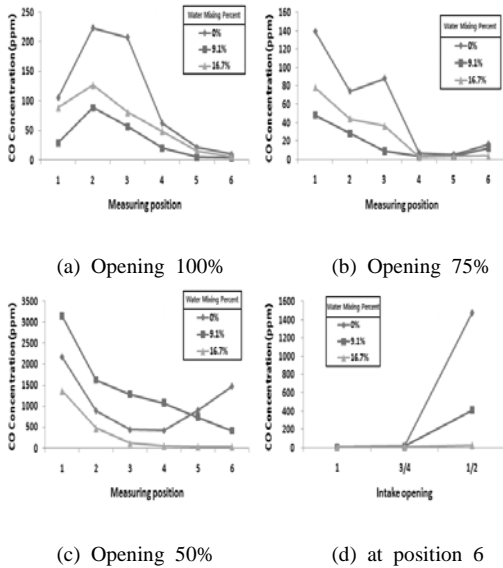 Water Mixing Percent
0%
9.1%
16.7%
CO Concentration(ppm)
250
200
150
100
50
0
1 2 3 4 5 6
Measuring position
(a) Opening 100%
Water Mixing Percent
0%
9.1%
16.7%
CO Concentration(ppm)
160
140
120
100
80
60
40
20
0
1 2 3 4 5 6
Measuring position
(b) Opening 75%
Water Mixing Percent
0%
9.1%
16.7%
CO Concentration(ppm)
3500
3000
2500
2000
1500
1000
500
0
1 2 3 4 5 6
Measuring position
(c) Opening 50%
Water Mixing Percent
0%
9.1%
16.7%
CO Concentration(ppm)
1600
1400
1200
1000
800
600
400
200
0
1 3/4 1/2
Intake opening
(d) at position 6